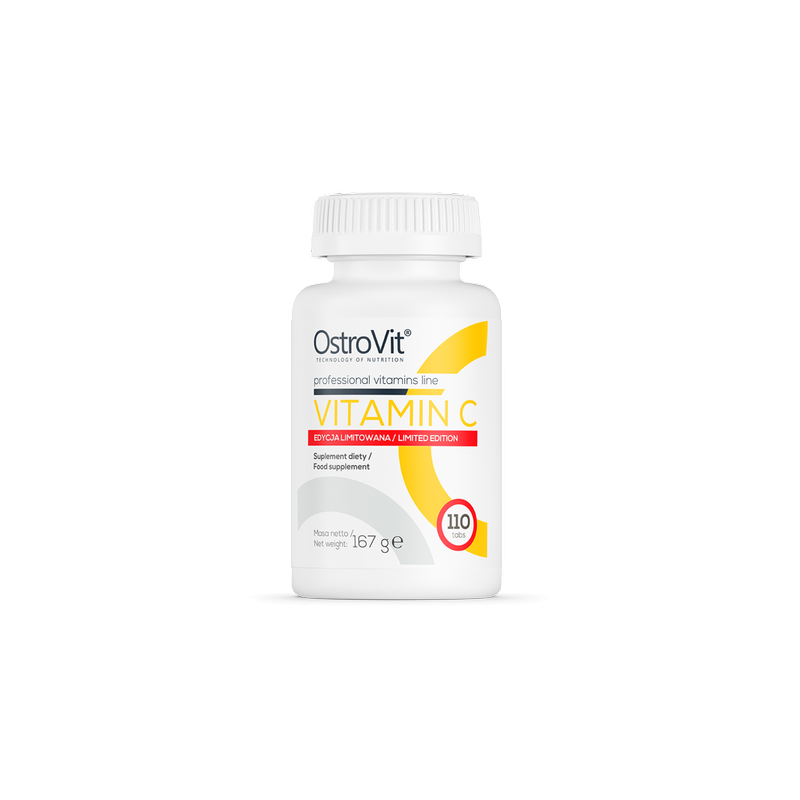 OstroVit®
TECHNOLOGY OF NUTRITION
professional vitamins line
VITAMIN C
EDYCJA LIMITOWANA / LIMITED EDITION
Suplement diety /
Food supplement
110
tabs
Masa netto /
Net weight: 167 g e